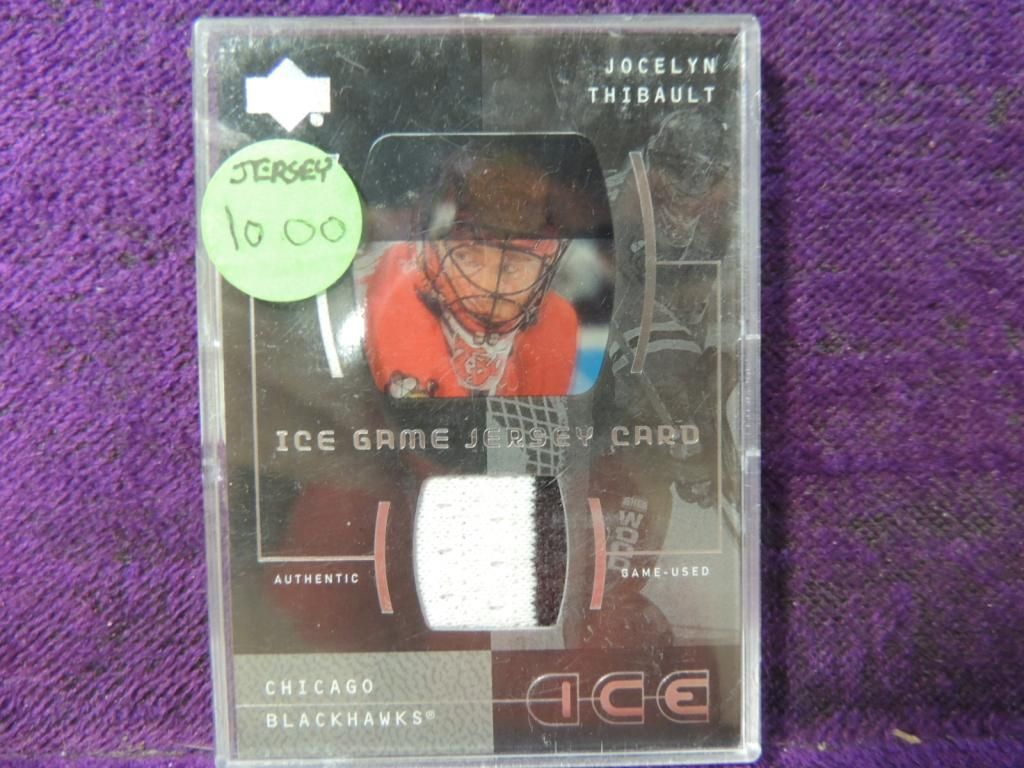 JOCELYN
THIBAULT
JERSEY
10.00
ICE GAME JERSEY CARD
AUTHENTIC
GAME-USED
CHICAGO
BLACKHAWKS®
ICE